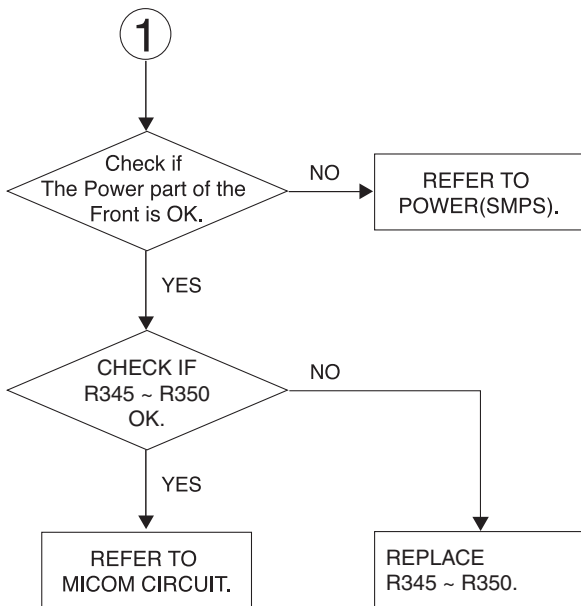 1
Check if
The Power part of the
Front is OK.
NO
REFER TO
POWER(SMPS).
YES
CHECK IF
R345 ~ R350
OK.
NO
YES
REFER TO
MICOM CIRCUIT.
REPLACE
R345 ~ R350.